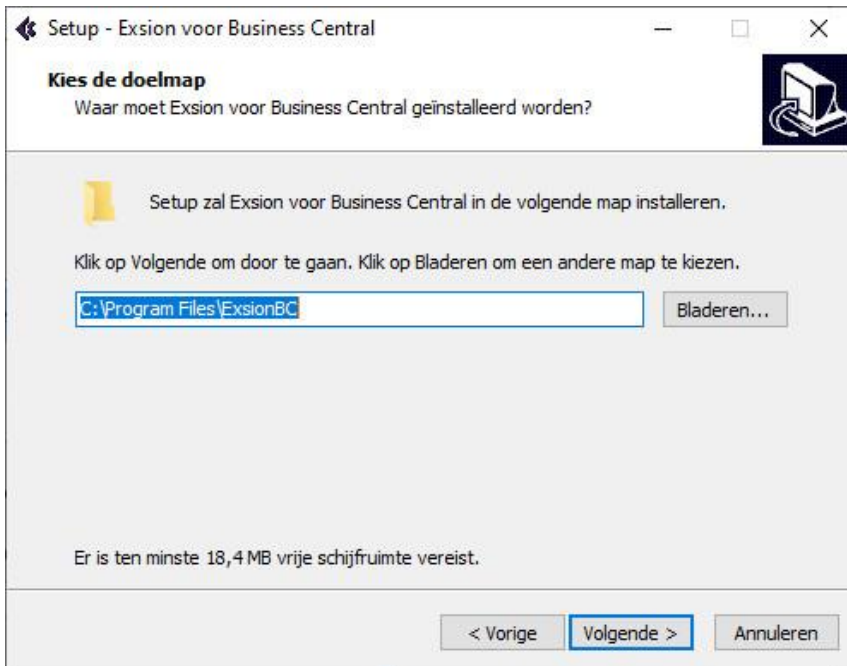 Setup - Exsion voor Business Central
Kies de doelmap
Waar moet Exsion voor Business Central geïnstalleerd worden?
Setup zal Exsion voor Business Central in de volgende map installeren.
Klik op Volgende om door te gaan. Klik op Bladeren om een andere map te kiezen.
C:\Program Files\ExsionBC
Bladeren...
Er is ten minste 18,4 MB vrije schijfruimte vereist.
< Vorige
Volgende >
Annuleren